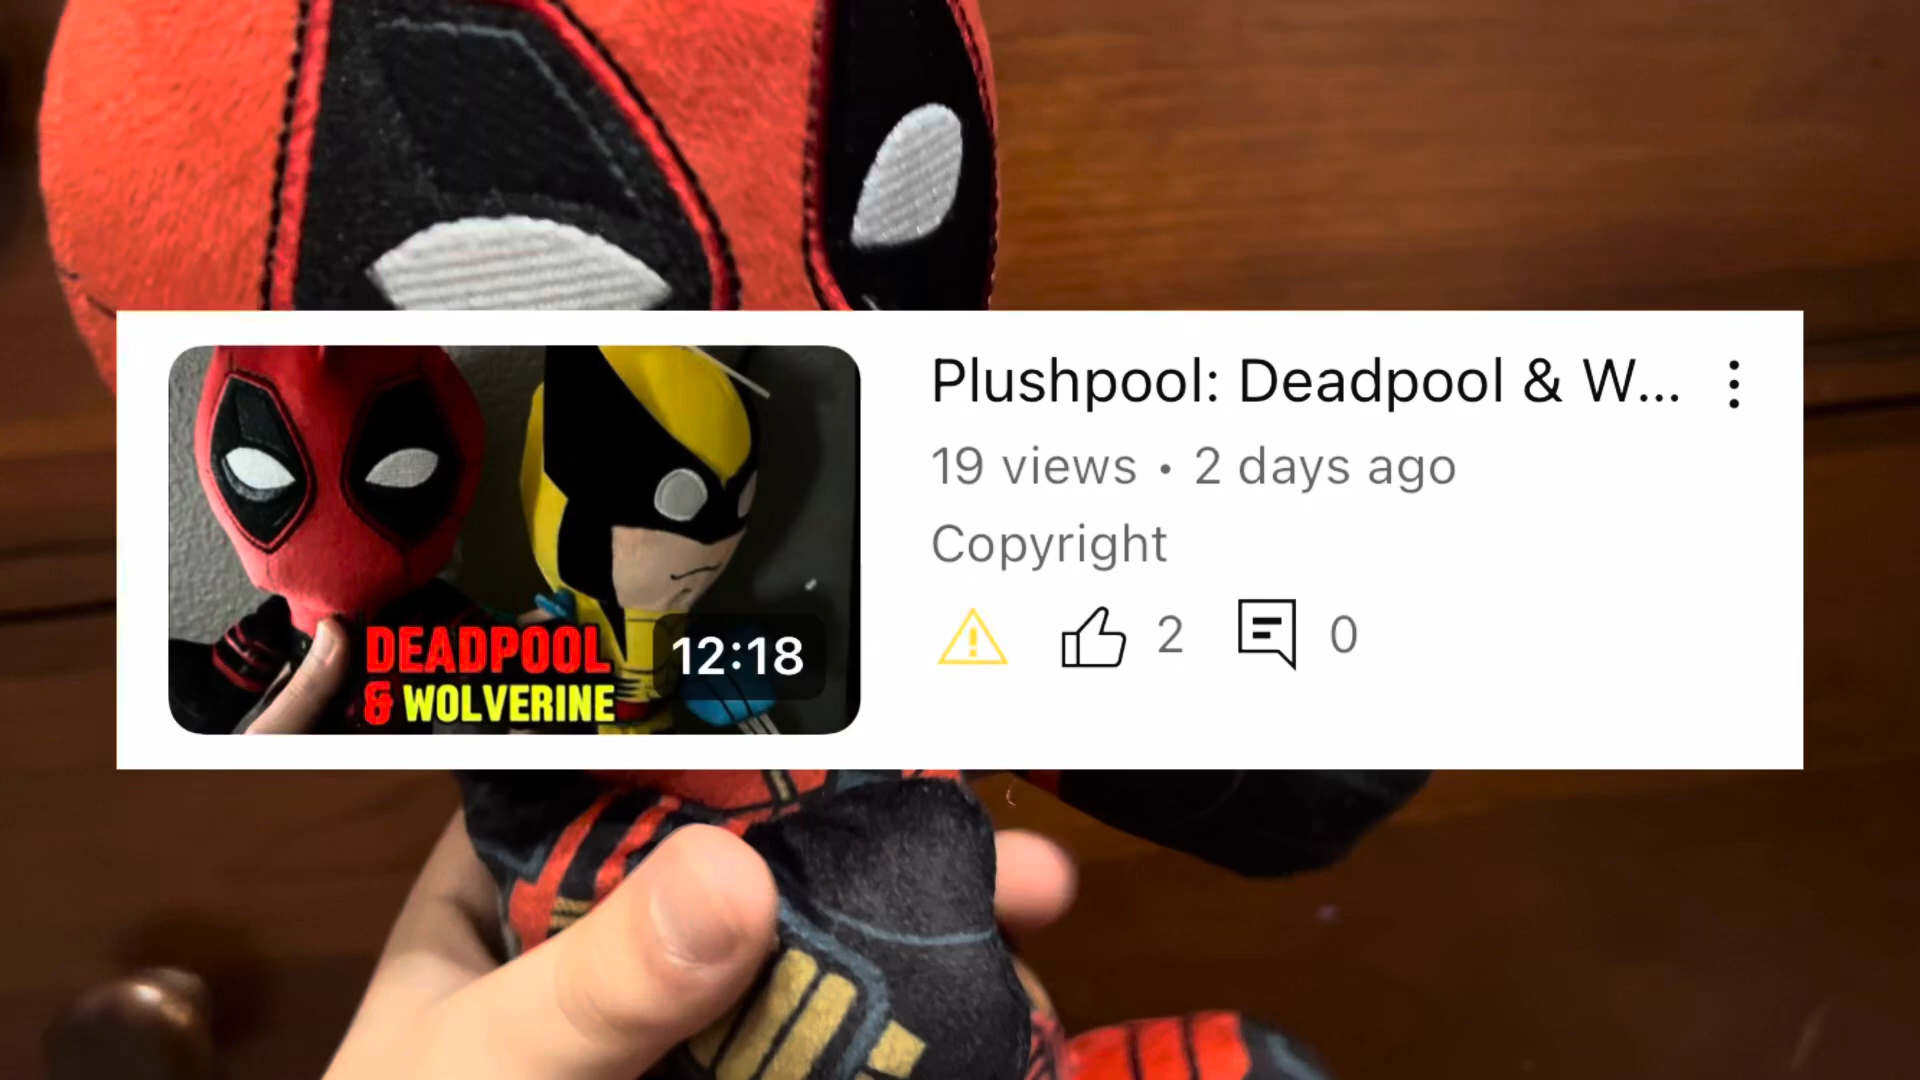 DEADPOOL
& WOLVERINE
12:18
Plushpool: Deadpool & W...
19 views • 2 days ago
Copyright
2
0